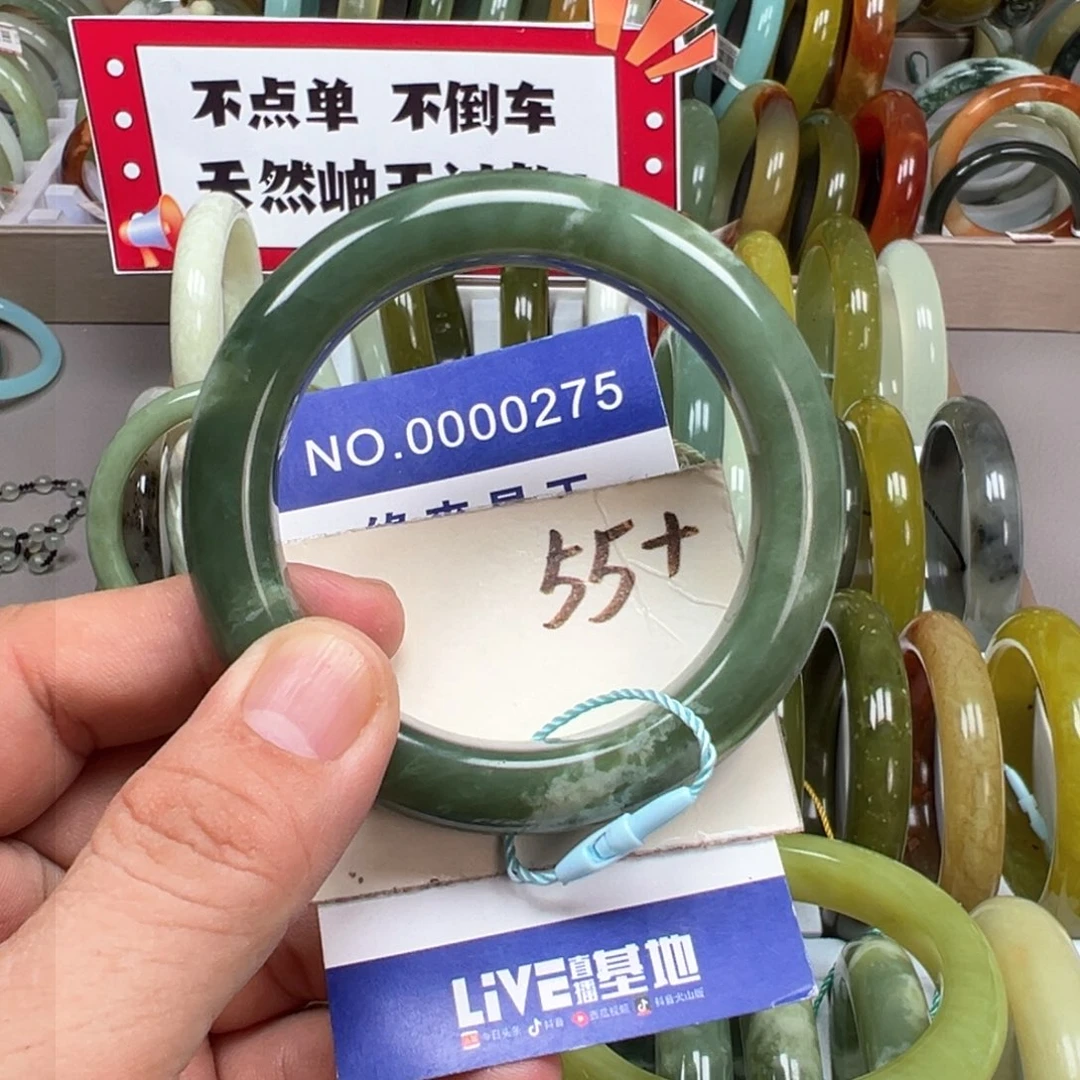 不点单 不倒车
天然岫玉
NO.0000275
55+
LiVE直播基地
今日头条 抖音 西瓜视频 抖音火山版